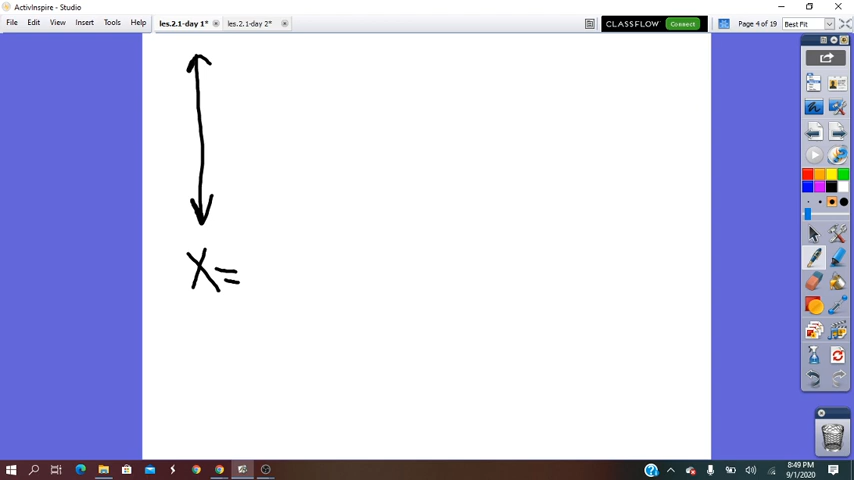 ActivInspire - Studio
File Edit View Insert Tools Help
les.2.1-day 1*
les.2.1-day 2*
CLASSFLOW
Connect
Page 4 of 19
Best Fit
X=
8:49 PM
9/1/2020